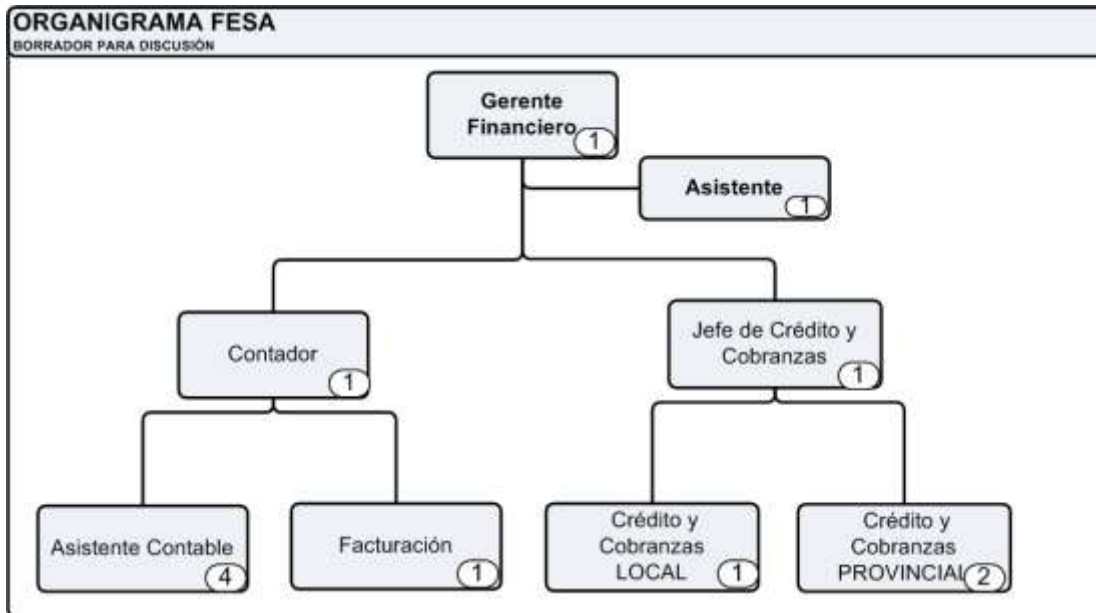 ORGANIGRAMA FESA
BORRADOR PARA DISCUSIÓN
Gerente
Financiero
1
Asistente
1
Contador
1
Jefe de Crédito y
Cobranzas
1
Asistente Contable
4
Facturación
1
Crédito y
Cobranzas
LOCAL
1
Crédito y
Cobranzas
PROVINCIAL
2